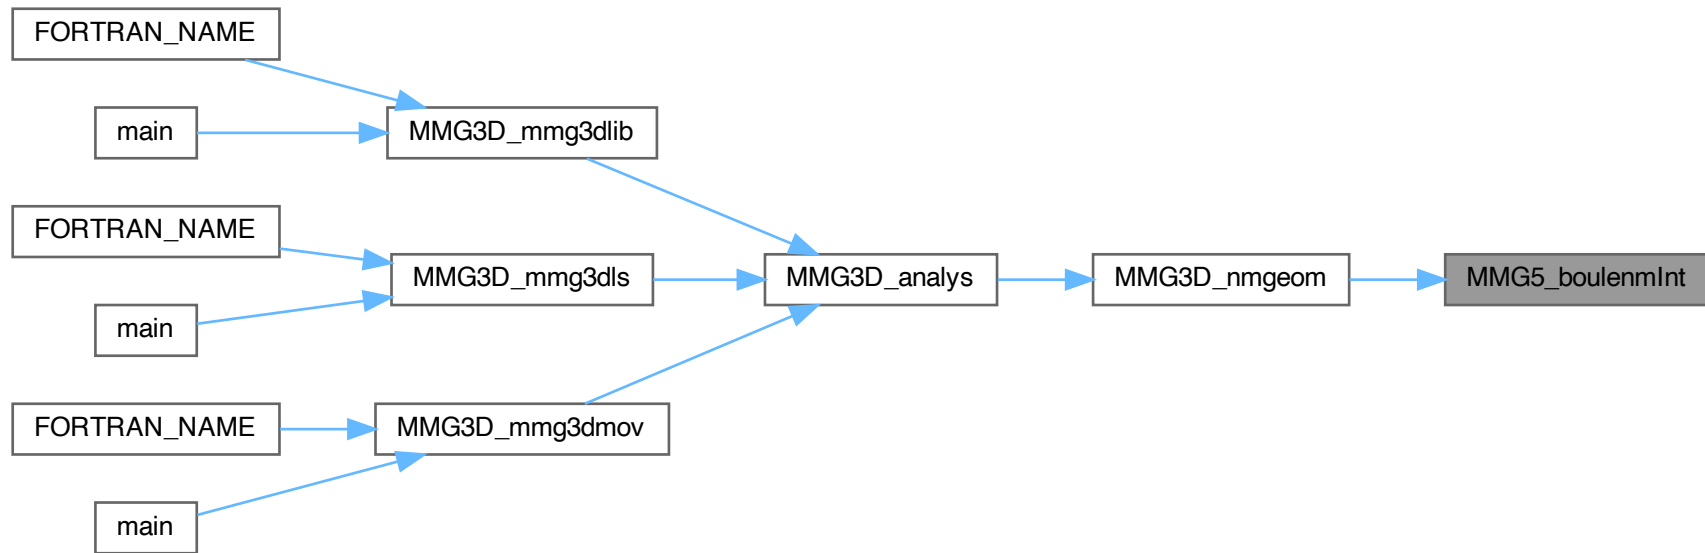 FORTRAN_NAME
main
MMG3D_mmg3dlib
FORTRAN_NAME
main
MMG3D_mmg3dls
MMG3D_analys
MMG3D_nmgeom
MMG5_boulenmInt
FORTRAN_NAME
main
MMG3D_mmg3dmov